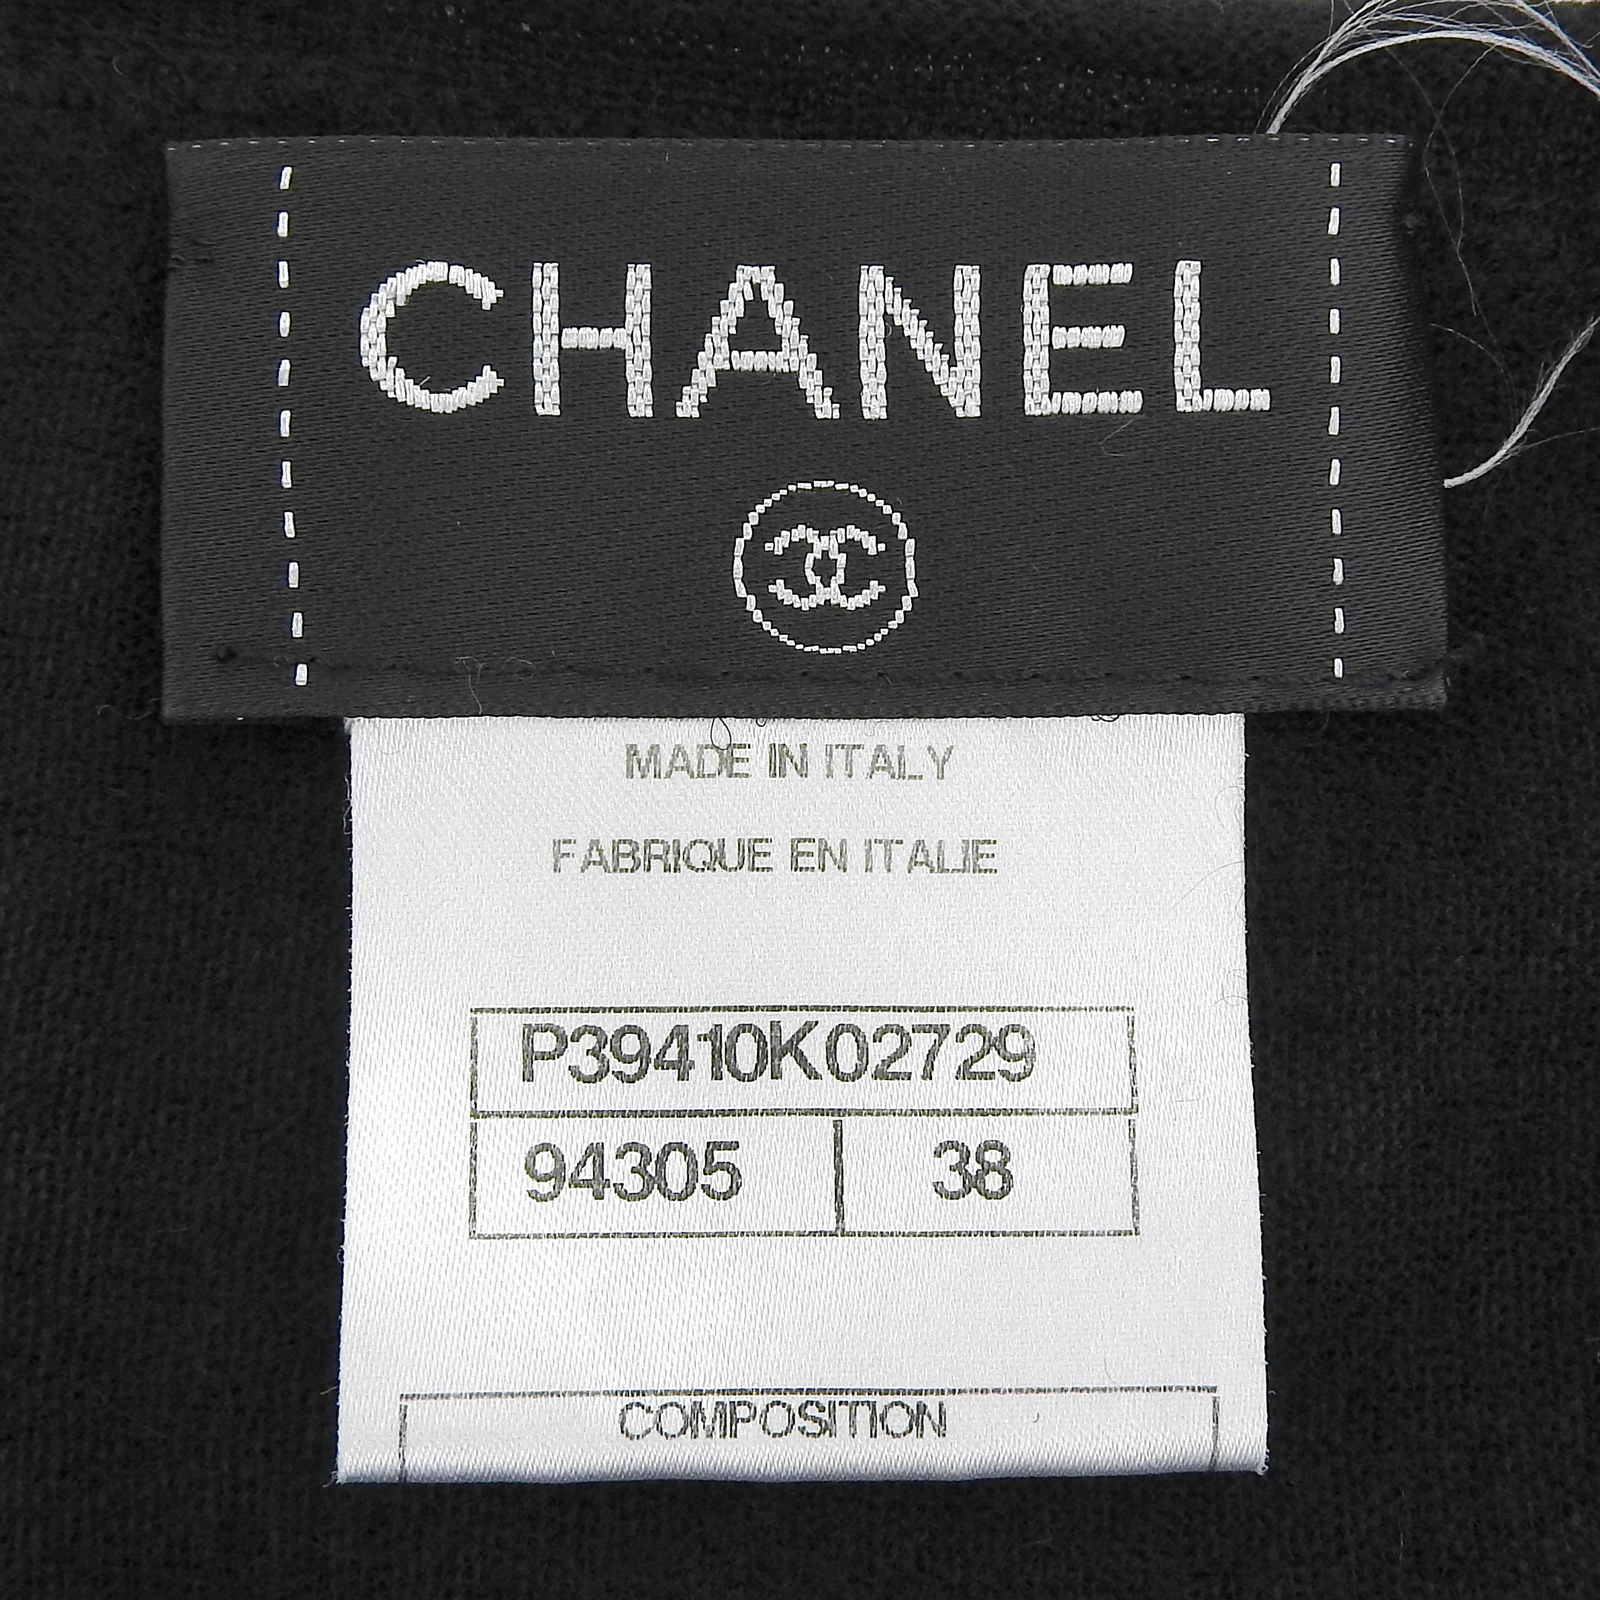 CHANEL
MADE IN ITALY
FABRIQUE EN ITALIE
P39410K02729
94305 38
COMPOSITION